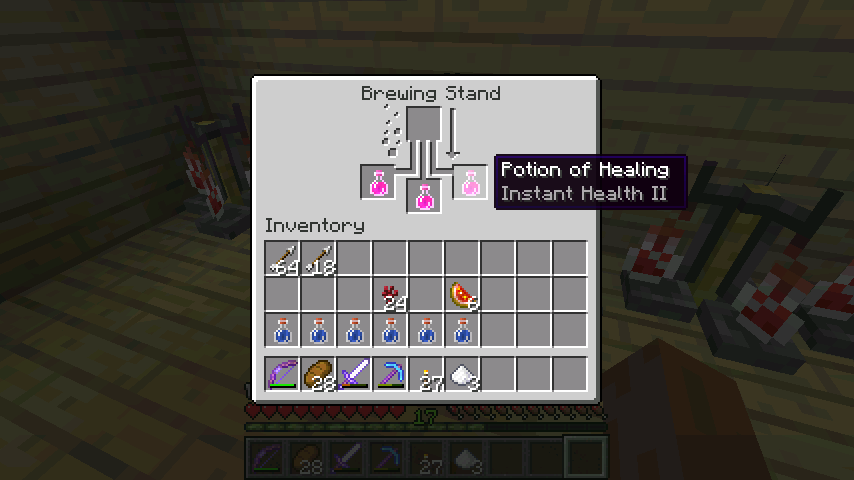 Brewing Stand
Potion of Healing
Instant Health II
Inventory
64 18
24 6
28 27 3
17
28 27 3